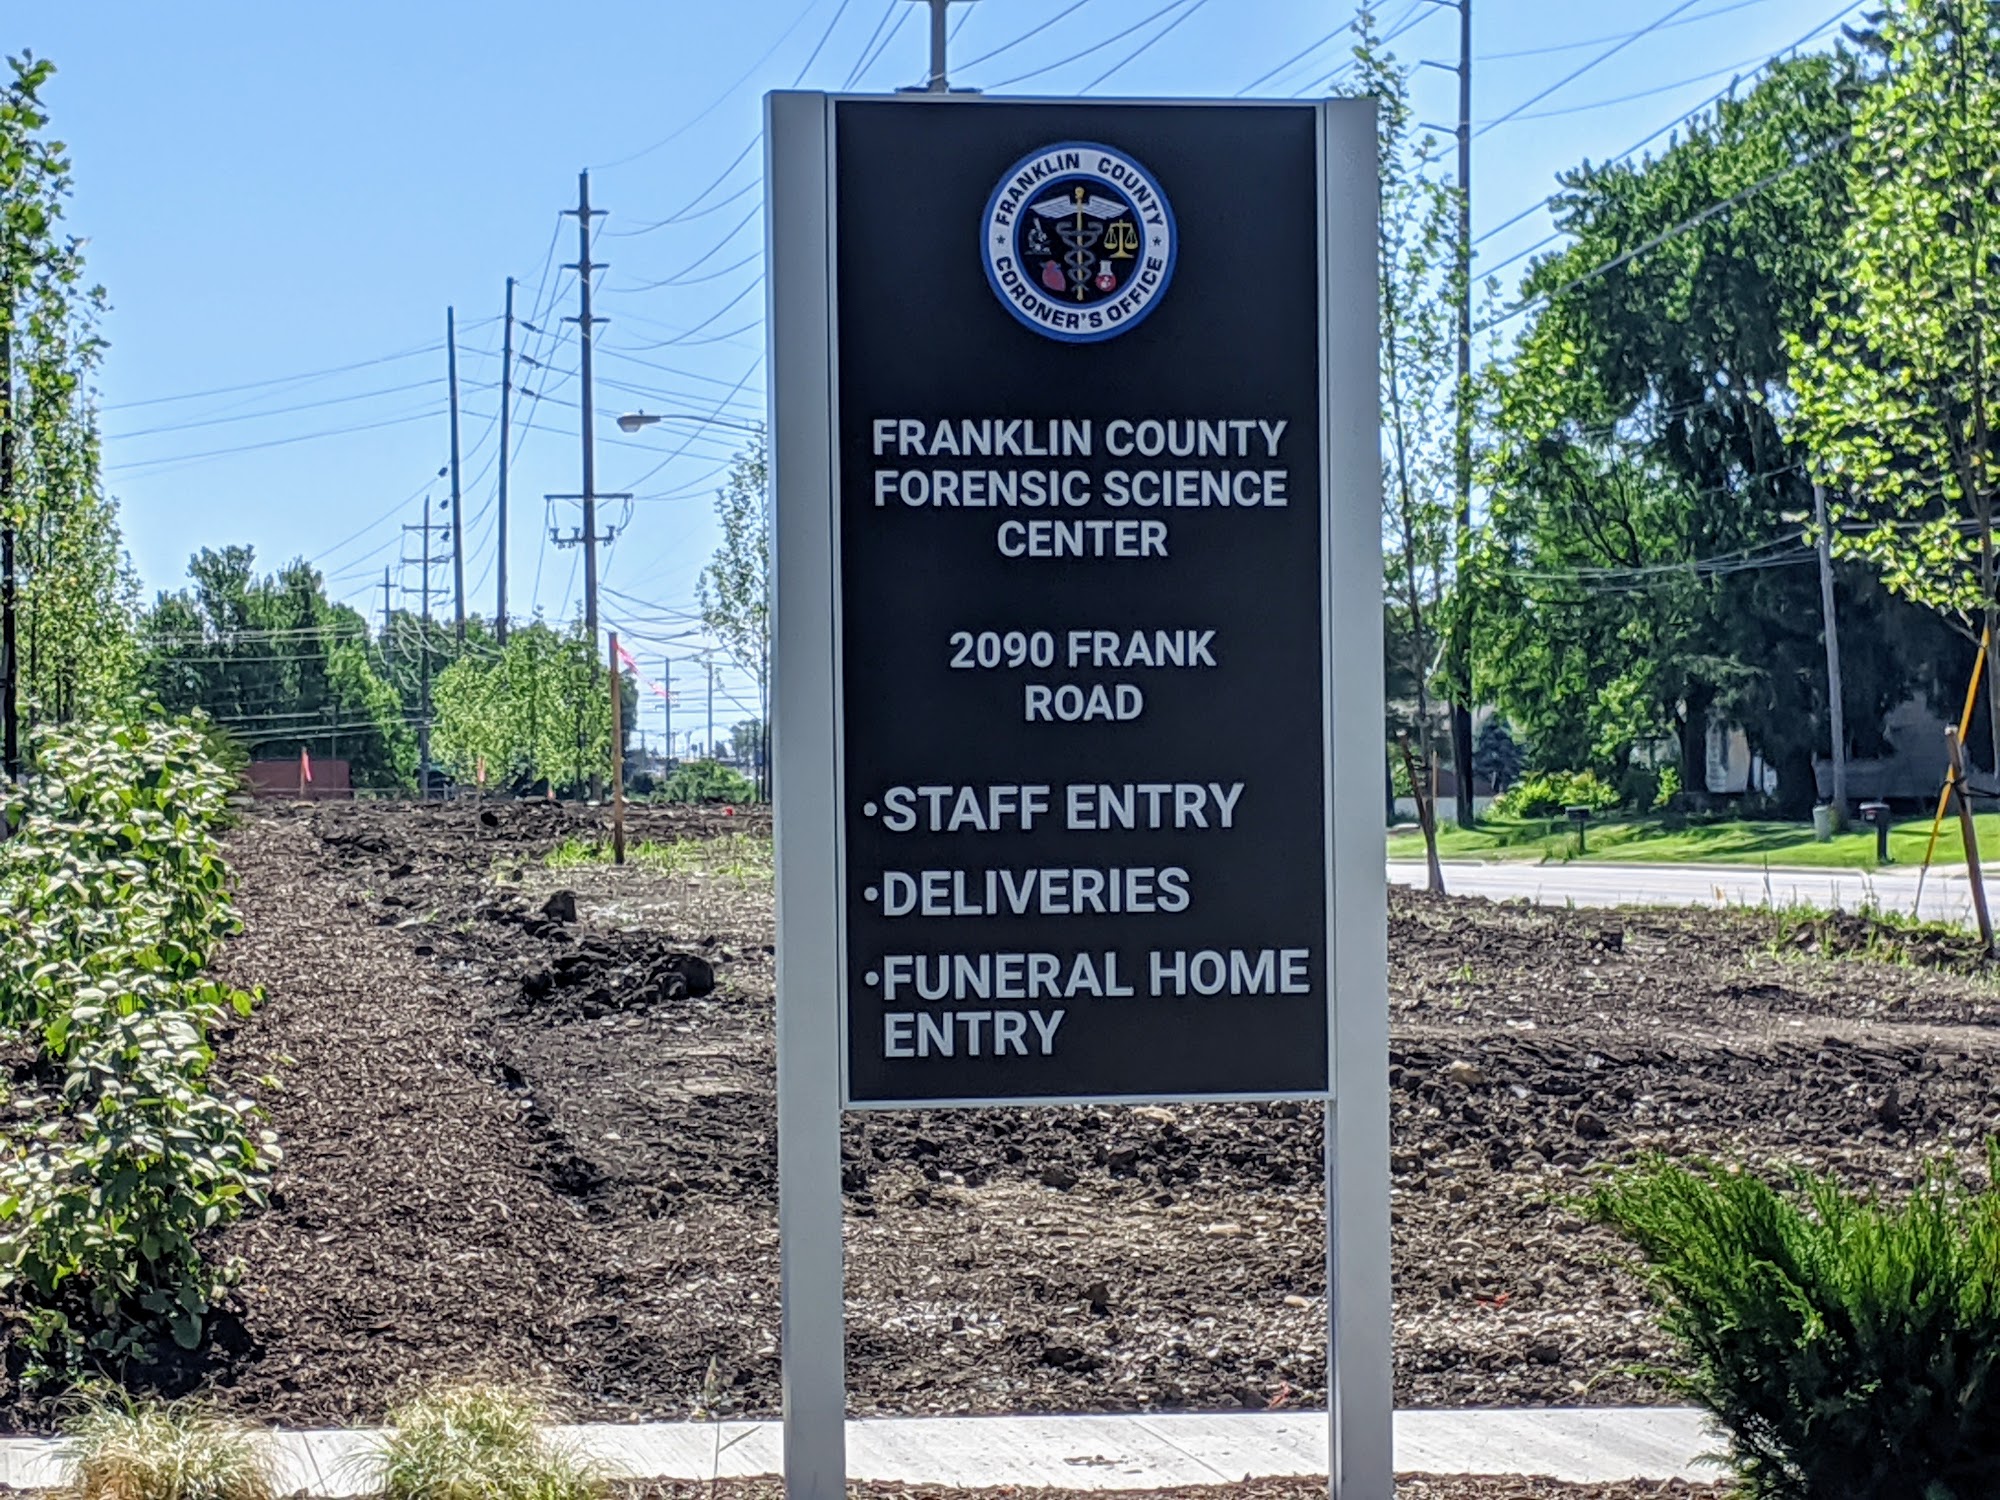 FRANKLIN COUNTY
CORONER'S OFFICE
FRANKLIN COUNTY
FORENSIC SCIENCE
CENTER
2090 FRANK
ROAD
•STAFF ENTRY
•DELIVERIES
•FUNERAL HOME
ENTRY